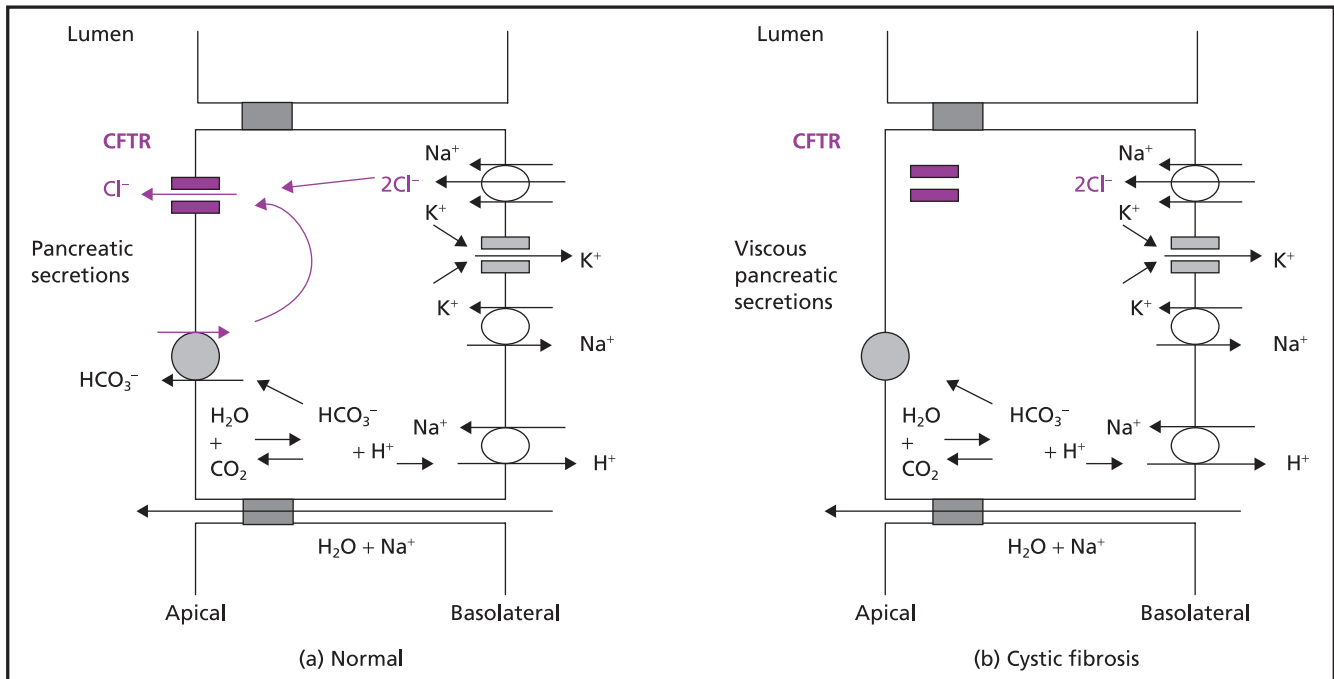 Lumen
CFTR
Cl⁻
Pancreatic
secretions
HCO₃⁻
Na⁺
2Cl⁻
K⁺
K⁺
K⁺
Na⁺
H₂O
+
CO₂
HCO₃⁻
+ H⁺
Na⁺
H⁺
H₂O + Na⁺
Apical
Basolateral
(a) Normal
Lumen
CFTR
Viscous
pancreatic
secretions
Na⁺
2Cl⁻
K⁺
K⁺
K⁺
Na⁺
H₂O
+
CO₂
HCO₃⁻
+ H⁺
Na⁺
H⁺
H₂O + Na⁺
Apical
Basolateral
(b) Cystic fibrosis